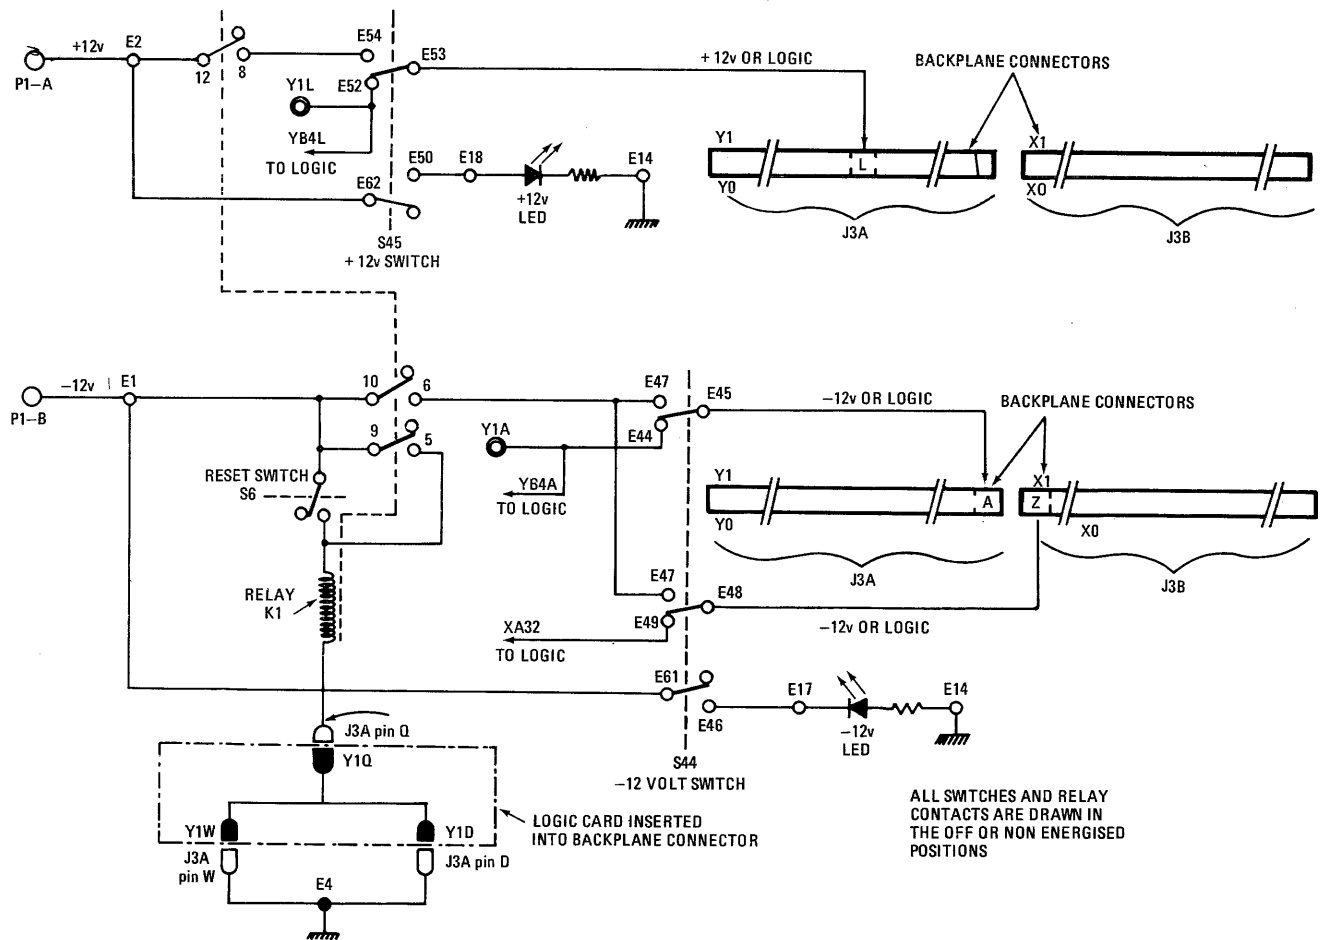 P1–A
+12v
E2
12
8
E54
E53
E52
Y1L
YB4L
TO LOGIC
E62
E50
E18
+12v
LED
E14
S45
+ 12v SWITCH
+ 12v OR LOGIC
BACKPLANE CONNECTORS
Y1
Y0
L
X1
X0
J3A
J3B
P1–B
–12v
E1
10
6
9
5
RESET SWITCH
S6
RELAY
K1
Y1A
Y64A
TO LOGIC
E47
E45
E44
–12v OR LOGIC
BACKPLANE CONNECTORS
Y1
Y0
A
X1
Z
X0
J3A
J3B
E47
E48
E49
XA32
TO LOGIC
–12v OR LOGIC
E61
E46
E17
–12v
LED
E14
S44
–12 VOLT SWITCH
J3A pin Q
Y1Q
Y1W
Y1D
J3A
pin W
J3A pin D
E4
LOGIC CARD INSERTED
INTO BACKPLANE CONNECTOR
ALL SWITCHES AND RELAY
CONTACTS ARE DRAWN IN
THE OFF OR NON ENERGISED
POSITIONS